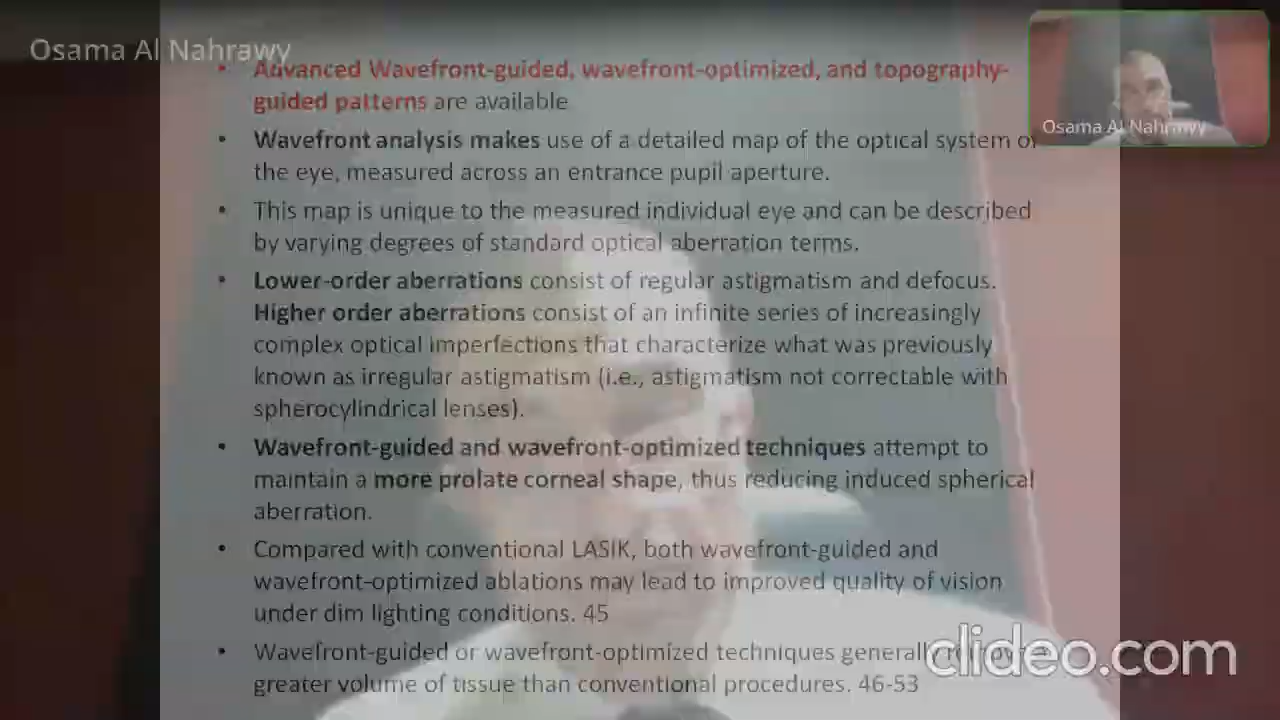 Osama Al Nahrawy
• Advanced Wavefront-guided, wavefront-optimized, and topography-
guided patterns are available
Osama Al Nahrawy
• Wavefront analysis makes use of a detailed map of the optical system of
the eye, measured across an entrance pupil aperture.
• This map is unique to the measured individual eye and can be described
by varying degrees of standard optical aberration terms.
• Lower-order aberrations consist of regular astigmatism and defocus.
Higher order aberrations consist of an infinite series of increasingly
complex optical imperfections that characterize what was previously
known as irregular astigmatism (i.e., astigmatism not correctable with
spherocylindrical lenses).
• Wavefront-guided and wavefront-optimized techniques attempt to
maintain a more prolate corneal shape, thus reducing induced spherical
aberration.
• Compared with conventional LASIK, both wavefront-guided and
wavefront-optimized ablations may lead to improved quality of vision
under dim lighting conditions. 45
• Wavefront-guided or wavefront-optimized techniques generally
greater volume of tissue than conventional procedures. 46-53
clideo.com